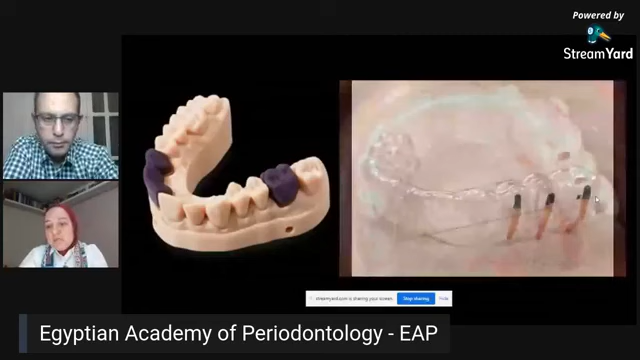 Powered by
StreamYard
streamyard.com is sharing your screen.
Stop sharing
Hide
Egyptian Academy of Periodontology - EAP